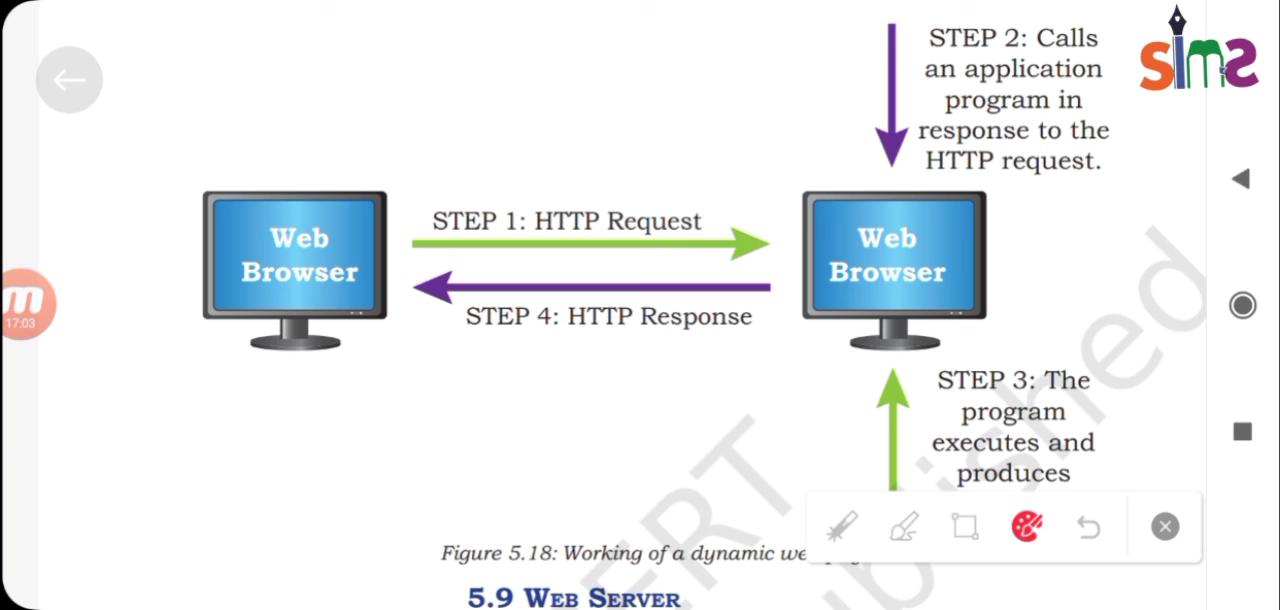 STEP 2: Calls
an application
program in
response to the
HTTP request.
sims
Web
Browser
STEP 1: HTTP Request
STEP 4: HTTP Response
Web
Browser
m
17:03
STEP 3: The
program
executes and
produces
ERT
ublished
Figure 5.18: Working of a dynamic we
5.9 WEB SERVER